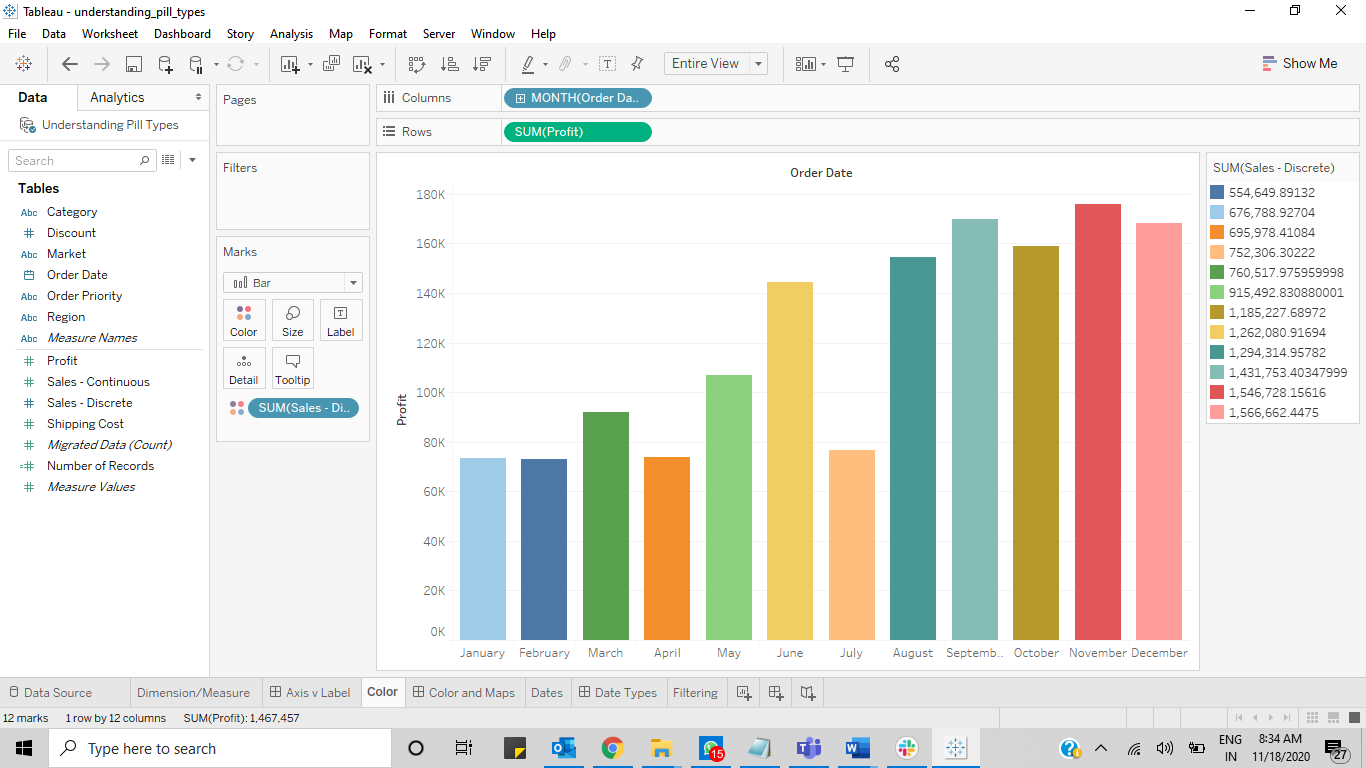 Tableau - understanding_pill_types
File Data Worksheet Dashboard Story Analysis Map Format Server Window Help
Entire View
Show Me
Data Analytics
Understanding Pill Types
Search
Tables
Abc Category
# Discount
Abc Market
Order Date
Abc Order Priority
Abc Region
Abc Measure Names
# Profit
# Sales - Continuous
# Sales - Discrete
# Shipping Cost
# Migrated Data (Count)
=# Number of Records
# Measure Values
Pages
Filters
Marks
Bar
Color Size Label
Detail Tooltip
SUM(Sales - Di..
Columns MONTH(Order Da..
Rows SUM(Profit)
Order Date
Profit
180K
160K
140K
120K
100K
80K
60K
40K
20K
0K
January February March April May June July August Septemb.. October November December
SUM(Sales - Discrete)
554,649.89132
676,788.92704
695,978.41084
752,306.30222
760,517.975959998
915,492.830880001
1,185,227.68972
1,262,080.91694
1,294,314.95782
1,431,753.40347999
1,546,728.15616
1,566,662.4475
Data Source Dimension/Measure Axis v Label Color Color and Maps Dates Date Types Filtering
12 marks 1 row by 12 columns SUM(Profit): 1,467,457
Type here to search
15
ENG
IN
8:34 AM
11/18/2020
27